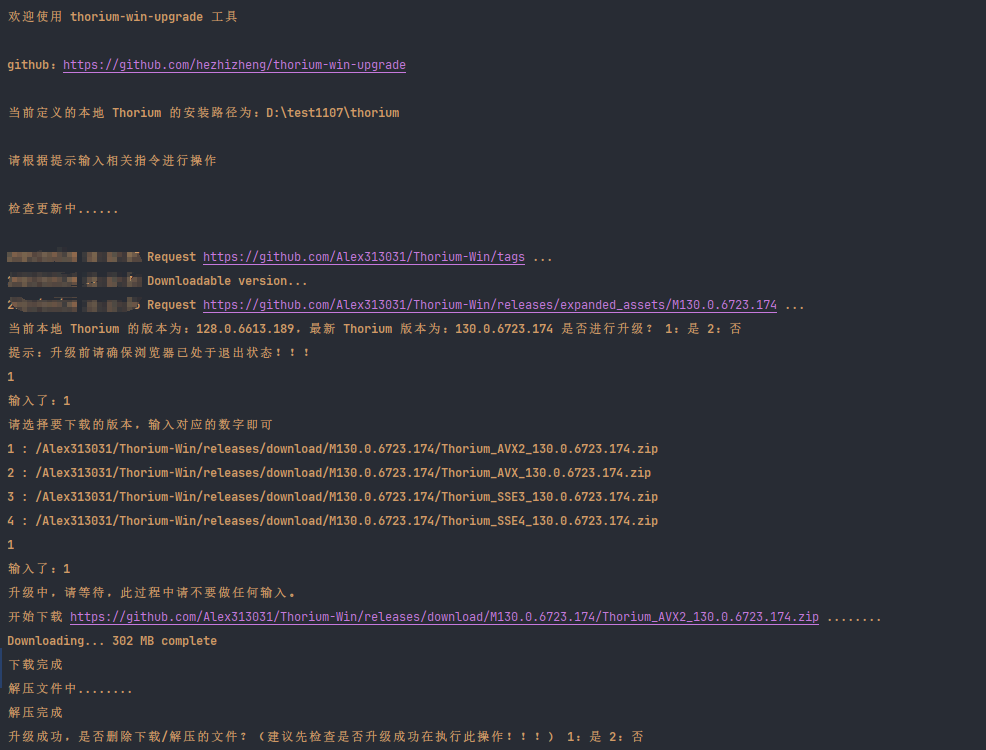 欢迎使用 thorium-win-upgrade 工具
github: https://github.com/hezhizheng/thorium-win-upgrade
当前定义的本地 Thorium 的安装路径为: D:\test1107\thorium
请根据提示输入相关指令进行操作
检查更新中......
Request https://github.com/Alex313031/Thorium-Win/tags ...
Downloadable version...
Request https://github.com/Alex313031/Thorium-Win/releases/expanded_assets/M130.0.6723.174 ...
当前本地 Thorium 的版本为: 128.0.6613.189, 最新 Thorium 版本为: 130.0.6723.174 是否进行升级? 1: 是 2: 否
提示: 升级前请确保浏览器已处于退出状态!!!
1
输入了: 1
请选择要下载的版本, 输入对应的数字即可
1 : /Alex313031/Thorium-Win/releases/download/M130.0.6723.174/Thorium_AVX2_130.0.6723.174.zip
2 : /Alex313031/Thorium-Win/releases/download/M130.0.6723.174/Thorium_AVX_130.0.6723.174.zip
3 : /Alex313031/Thorium-Win/releases/download/M130.0.6723.174/Thorium_SSE3_130.0.6723.174.zip
4 : /Alex313031/Thorium-Win/releases/download/M130.0.6723.174/Thorium_SSE4_130.0.6723.174.zip
1
输入了: 1
升级中, 请等待, 此过程中请不要做任何输入。
开始下载 https://github.com/Alex313031/Thorium-Win/releases/download/M130.0.6723.174/Thorium_AVX2_130.0.6723.174.zip ........
Downloading... 302 MB complete
下载完成
解压文件中........
解压完成
升级成功, 是否删除下载/解压的文件? (建议先检查是否升级成功在执行此操作!!!) 1: 是 2: 否